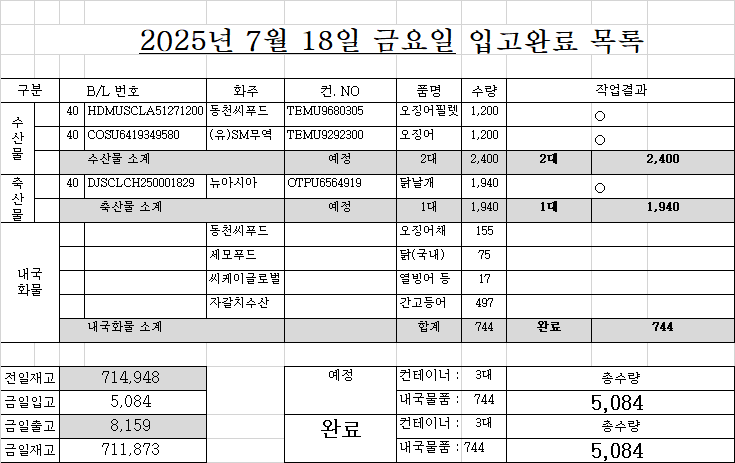 2025년 7월 18일 금요일 입고완료 목록
구분 B/L 번호 화주 컨. NO 품명 수량 작업결과
수산물 40 HDMUSCLA51271200 동천씨푸드 TEMU9680305 오징어필렛 1,200 ○
40 COSU6419349580 (유)SM무역 TEMU9292300 오징어 1,200 ○
수산물 소계 예정 2대 2,400 2대 2,400
축산물 40 DJSCLCH250001829 뉴아시아 OTPU6564919 닭날개 1,940 ○
축산물 소계 예정 1대 1,940 1대 1,940
내국화물 동천씨푸드 오징어채 155
세모푸드 닭(국내) 75
씨케이글로벌 열빙어 등 17
자갈치수산 간고등어 497
내국화물 소계 합계 744 완료 744
전일재고 714,948 예정 컨테이너 : 3대 총수량
금일입고 5,084 내국물품 : 744 5,084
금일출고 8,159 완료 컨테이너 : 3대 총수량
금일재고 711,873 내국물품 : 744 5,084